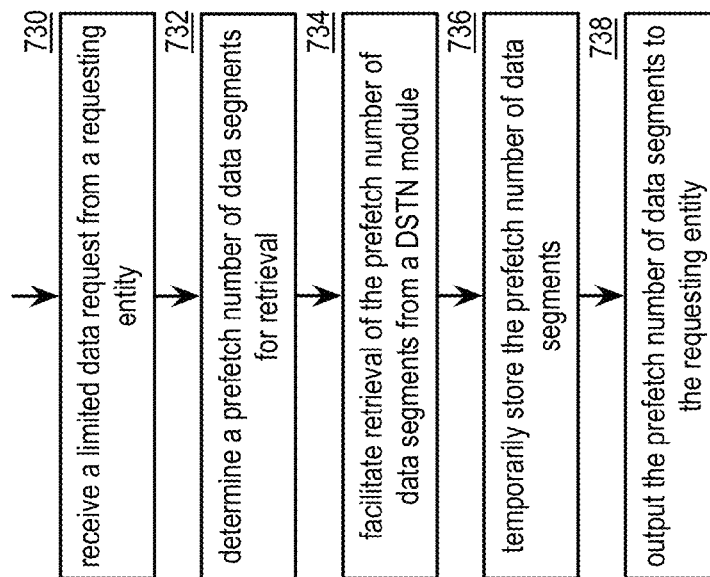 730
receive a limited data request from a requesting
entity
732
determine a prefetch number of data segments
for retrieval
734
facilitate retrieval of the prefetch number of
data segments from a DSTN module
736
temporarily store the prefetch number of data
segments
738
output the prefetch number of data segments to
the requesting entity